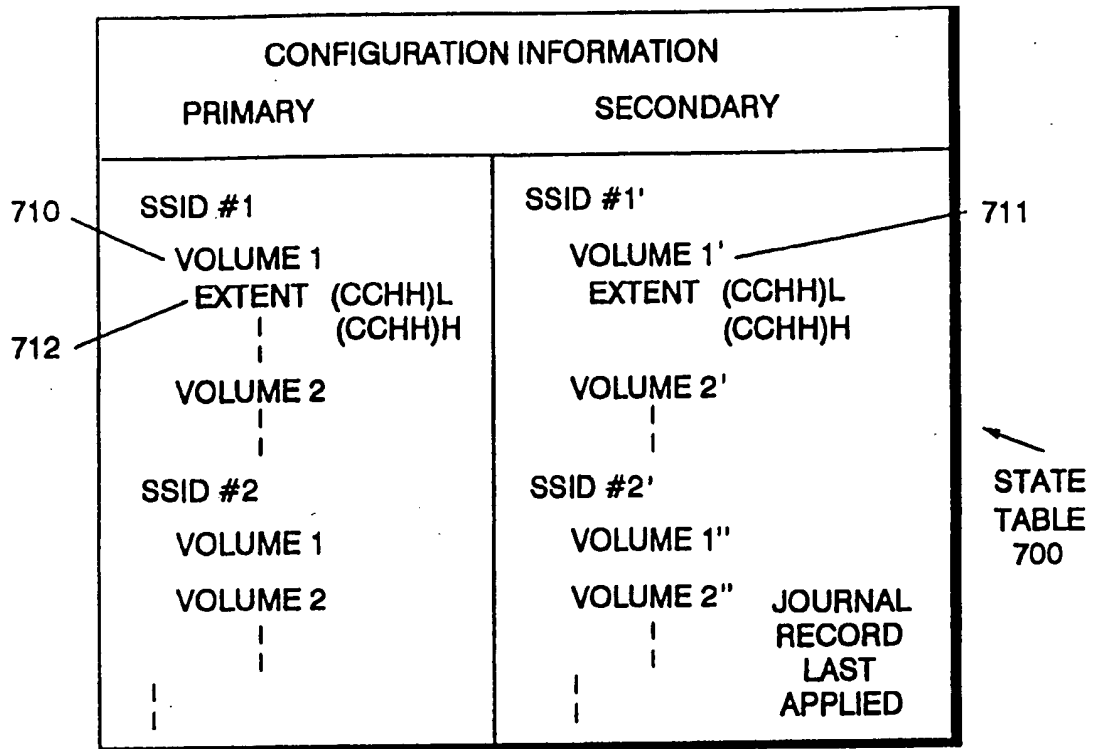 CONFIGURATION INFORMATION
PRIMARY SECONDARY
SSID #1 SSID #1'
710 711
VOLUME 1 VOLUME 1'
EXTENT (CCHH)L EXTENT (CCHH)L
(CCHH)H (CCHH)H
712
VOLUME 2 VOLUME 2'
SSID #2 SSID #2'
STATE
TABLE
700
VOLUME 1 VOLUME 1"
VOLUME 2 VOLUME 2"
JOURNAL
RECORD
LAST
APPLIED